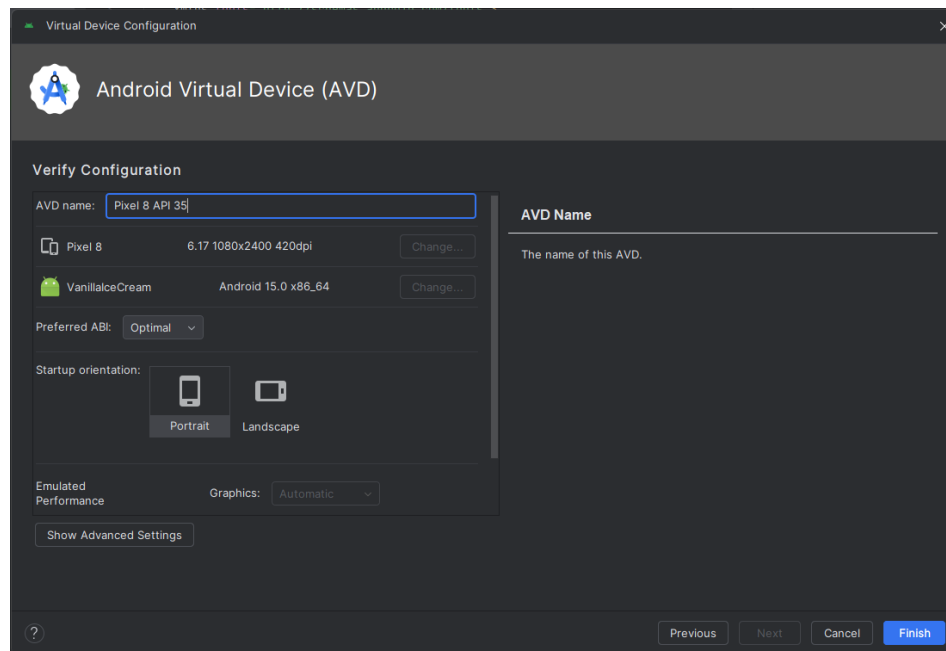 Virtual Device Configuration
Android Virtual Device (AVD)
Verify Configuration
AVD name: Pixel 8 API 35
Pixel 8 6.17 1080x2400 420dpi Change...
VanillaIceCream Android 15.0 x86_64 Change...
Preferred ABI: Optimal
Startup orientation:
Portrait Landscape
Emulated
Performance
Graphics: Automatic
Show Advanced Settings
AVD Name
The name of this AVD.
?
Previous Next Cancel Finish